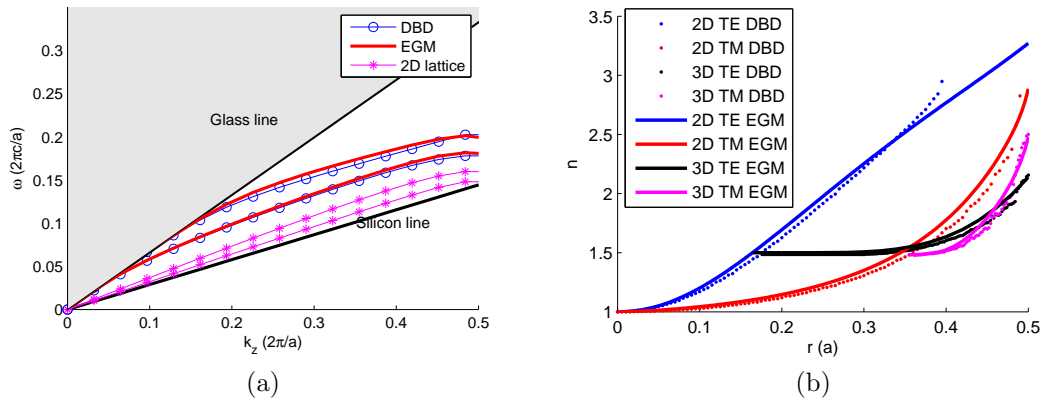 0.3
0.25
0.2
0.15
0.1
0.05
0
0 0.1 0.2 0.3 0.4 0.5
k_z (2π/a)
ω (2πc/a)
DBD
EGM
2D lattice
Glass line
Silicon line
(a)
3.5
3
2.5
2
1.5
1
0 0.1 0.2 0.3 0.4 0.5
r (a)
n
2D TE DBD
2D TM DBD
3D TE DBD
3D TM DBD
2D TE EGM
2D TM EGM
3D TE EGM
3D TM EGM
(b)